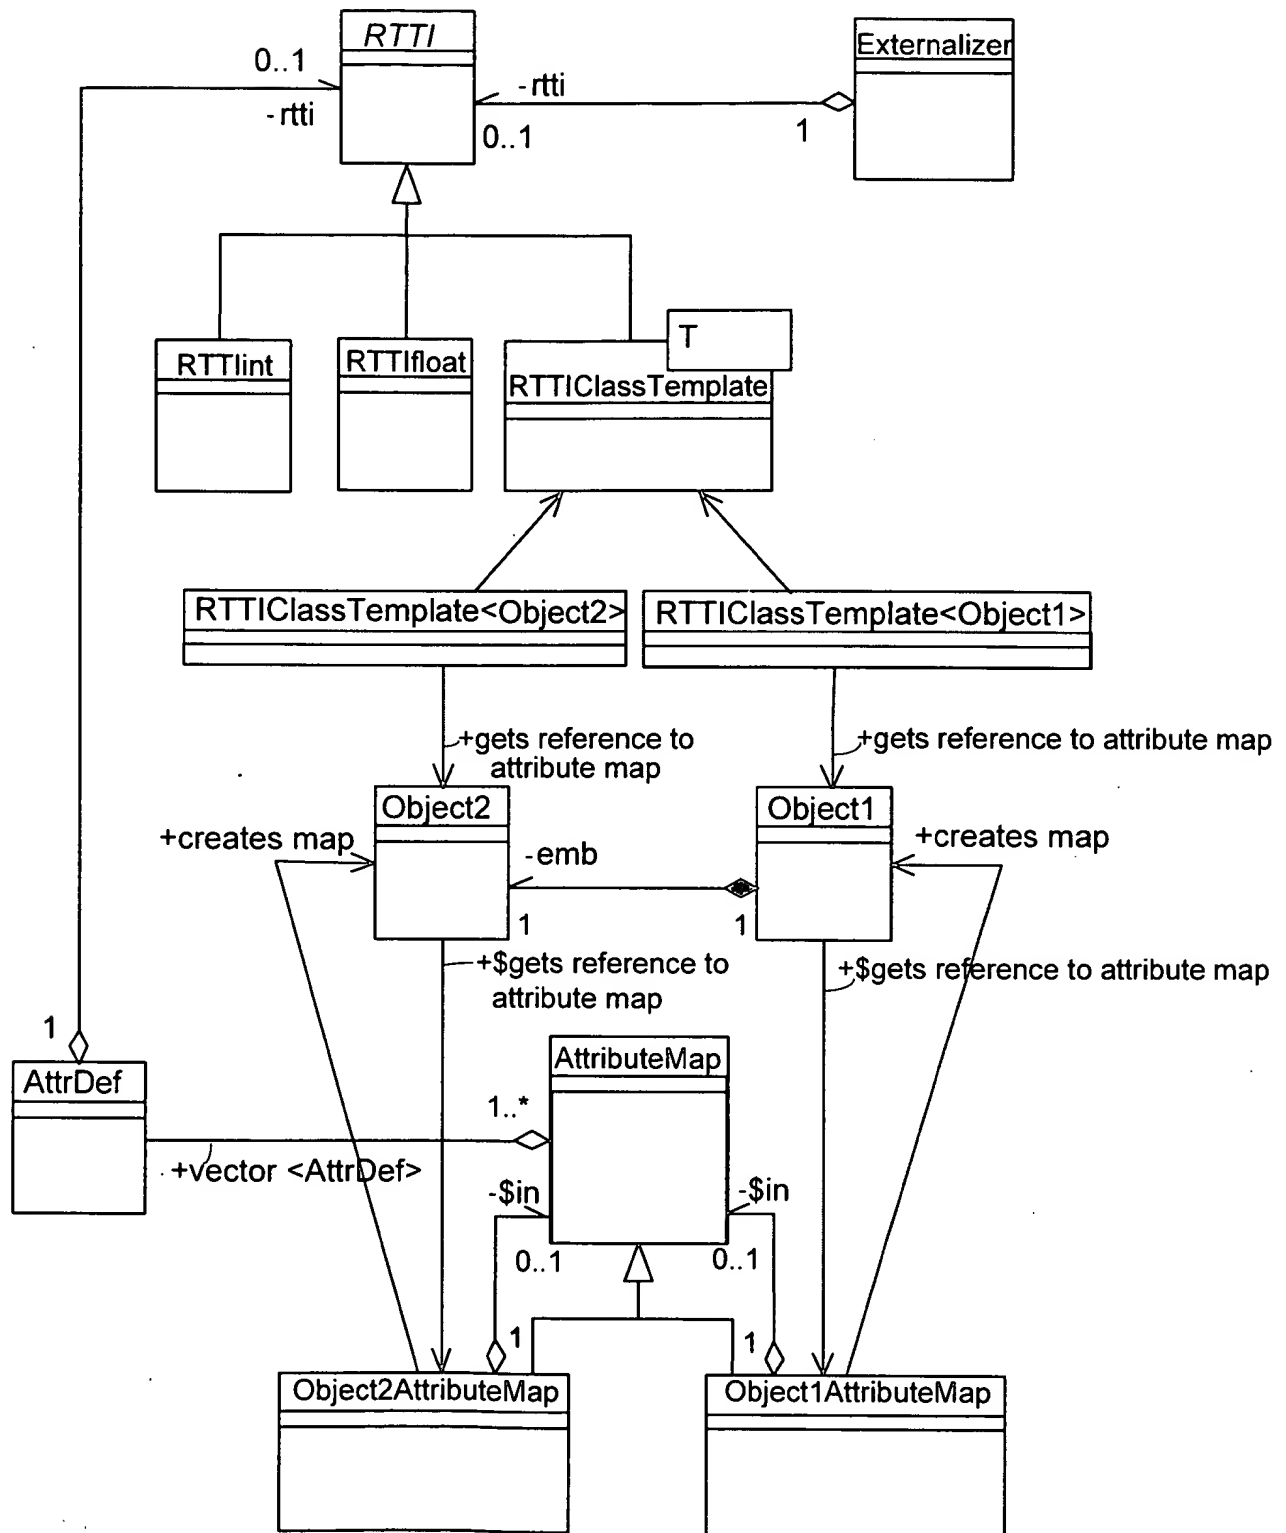 RTTI
Externalizer
0..1
-rtti
-rtti
0..1
1
T
RTTIint
RTTIfloat
RTTIClassTemplate
RTTIClassTemplate<Object2>
RTTIClassTemplate<Object1>
+gets reference to
attribute map
+gets reference to attribute map
Object2
Object1
+creates map
+creates map
-emb
1
1
+$gets reference to
attribute map
+$gets reference to attribute map
1
AttrDef
AttributeMap
1..*
+vector <AttrDef>
-$in
-$in
0..1
0..1
1
1
Object2AttributeMap
Object1AttributeMap